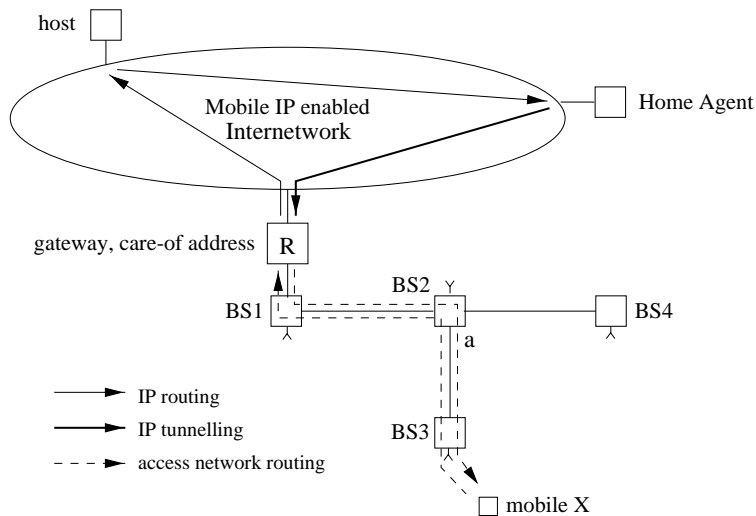 host
Mobile IP enabled
Internetwork
Home Agent
gateway, care-of address
R
BS2
BS1
BS4
a
IP routing
IP tunnelling
BS3
access network routing
mobile X